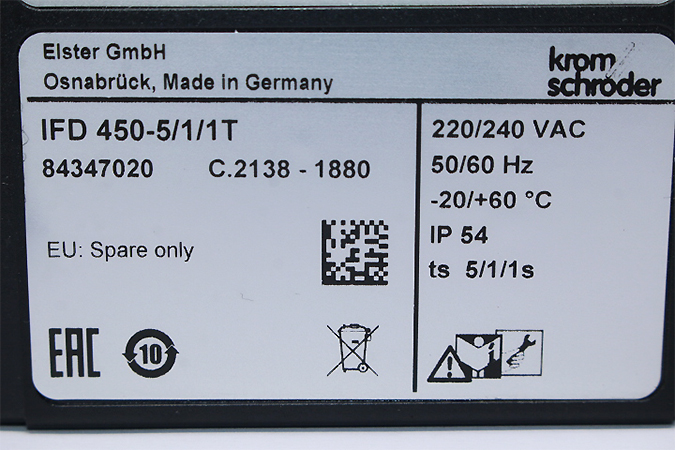 Elster GmbH
Osnabrück, Made in Germany
krom
schröder
IFD 450-5/1/1T
84347020 C.2138 - 1880
EU: Spare only
EAC
10
220/240 VAC
50/60 Hz
-20/+60 °C
IP 54
ts 5/1/1s